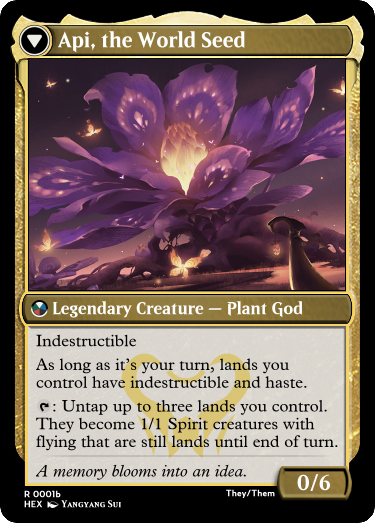 Api, the World Seed
Legendary Creature — Plant God
Indestructible
As long as it's your turn, lands you
control have indestructible and haste.
: Untap up to three lands you control.
They become 1/1 Spirit creatures with
flying that are still lands until end of turn.
A memory blooms into an idea.
0/6
R 0001b
They/Them
HEX Yangyang Sui